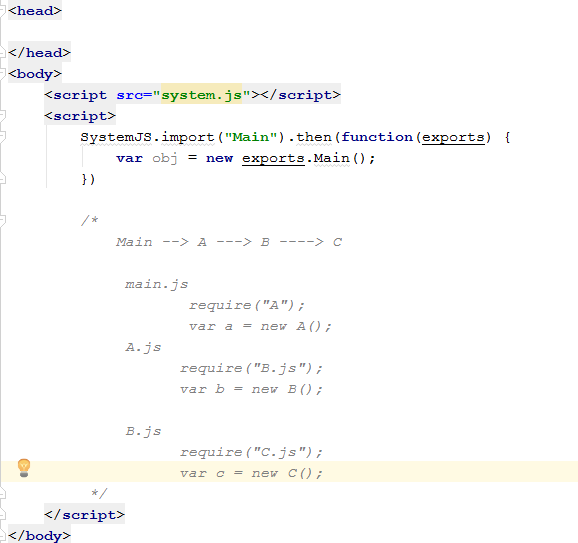 <head>
</head>
<body>
<script src="system.js"></script>
<script>
SystemJS.import("Main").then(function(exports) {
var obj = new exports.Main();
})
/*
Main --> A ---> B ----> C
main.js
require("A");
var a = new A();
A.js
require("B.js");
var b = new B();
B.js
require("C.js");
var c = new C();
*/
</script>
</body>